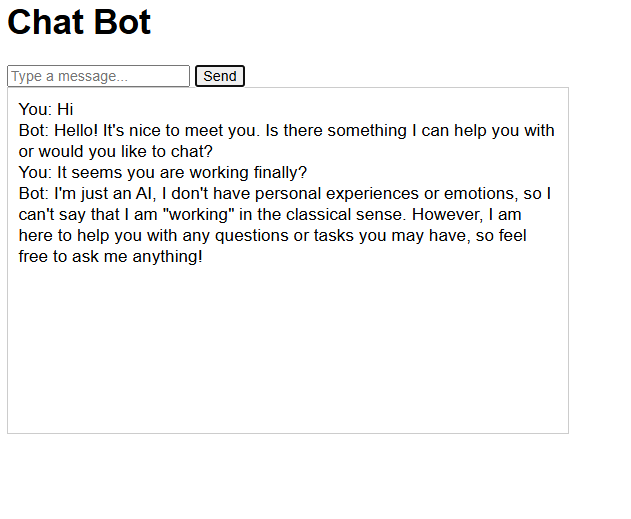 Chat Bot
Type a message... Send
You: Hi
Bot: Hello! It's nice to meet you. Is there something I can help you with
or would you like to chat?
You: It seems you are working finally?
Bot: I'm just an AI, I don't have personal experiences or emotions, so I
can't say that I am "working" in the classical sense. However, I am
here to help you with any questions or tasks you may have, so feel
free to ask me anything!